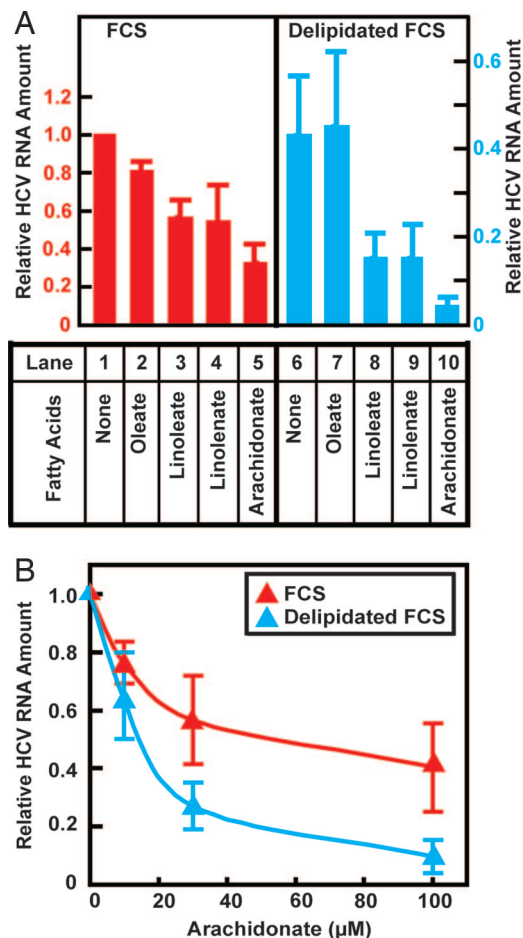 A
FCS
Delipidated FCS
Relative HCV RNA Amount
1.2
1.0
0.8
0.6
0.4
0.2
0
0.6
0.4
0.2
0
Relative HCV RNA Amount
Lane 1 2 3 4 5 6 7 8 9 10
Fatty Acids None Oleate Linoleate Linolenate Arachidonate None Oleate Linoleate Linolenate Arachidonate
B
FCS
Delipidated FCS
Relative HCV RNA Amount
1.0
0.8
0.6
0.4
0.2
0
0 20 40 60 80 100
Arachidonate (µM)